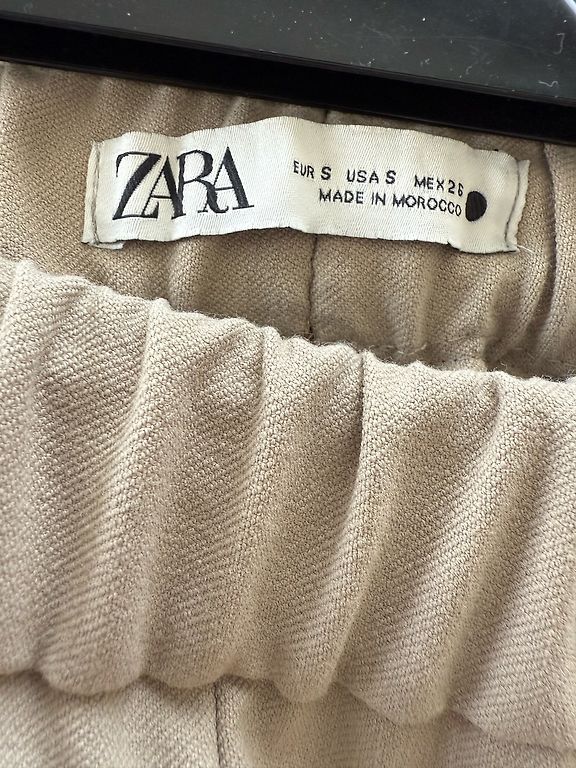 ZARA
EUR S USA S MEX 26
MADE IN MOROCCO